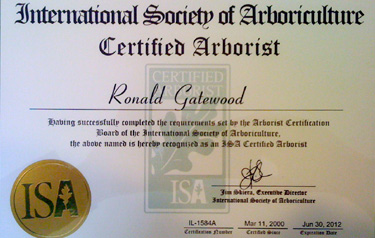 International Society of Arboriculture
Certified Arborist
CERTIFIED
ARBORIST
Ronald Gatewood
Having successfully completed the requirements set by the Arborist Certification
Board of the International Society of Arboriculture,
the above named is hereby recognized as an ISA Certified Arborist
ISA
ISA
Jim Skiera, Executive Director
International Society of Arboriculture
IL-1584A Mar 11, 2000 Jun 30, 2012
Certification Number Certified Since Expiration Date